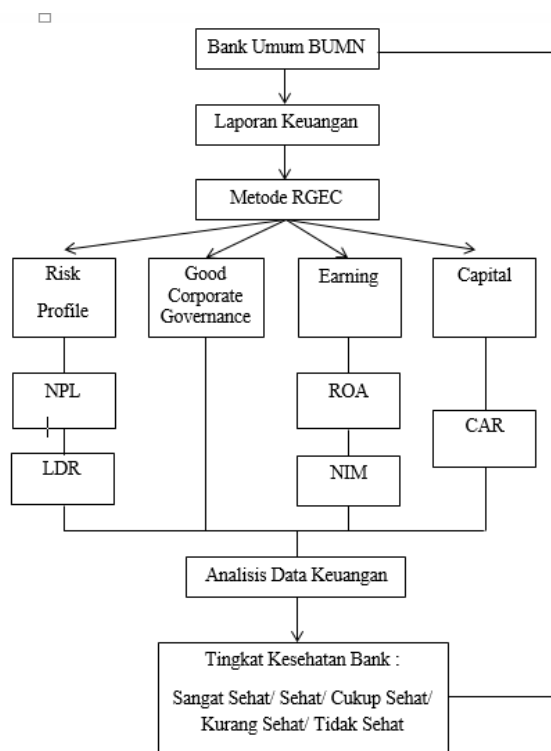 Bank Umum BUMN
Laporan Keuangan
Metode RGEC
Risk
Profile
Good
Corporate
Governance
Earning
Capital
NPL
ROA
CAR
LDR
NIM
Analisis Data Keuangan
Tingkat Kesehatan Bank :
Sangat Sehat/ Sehat/ Cukup Sehat/
Kurang Sehat/ Tidak Sehat